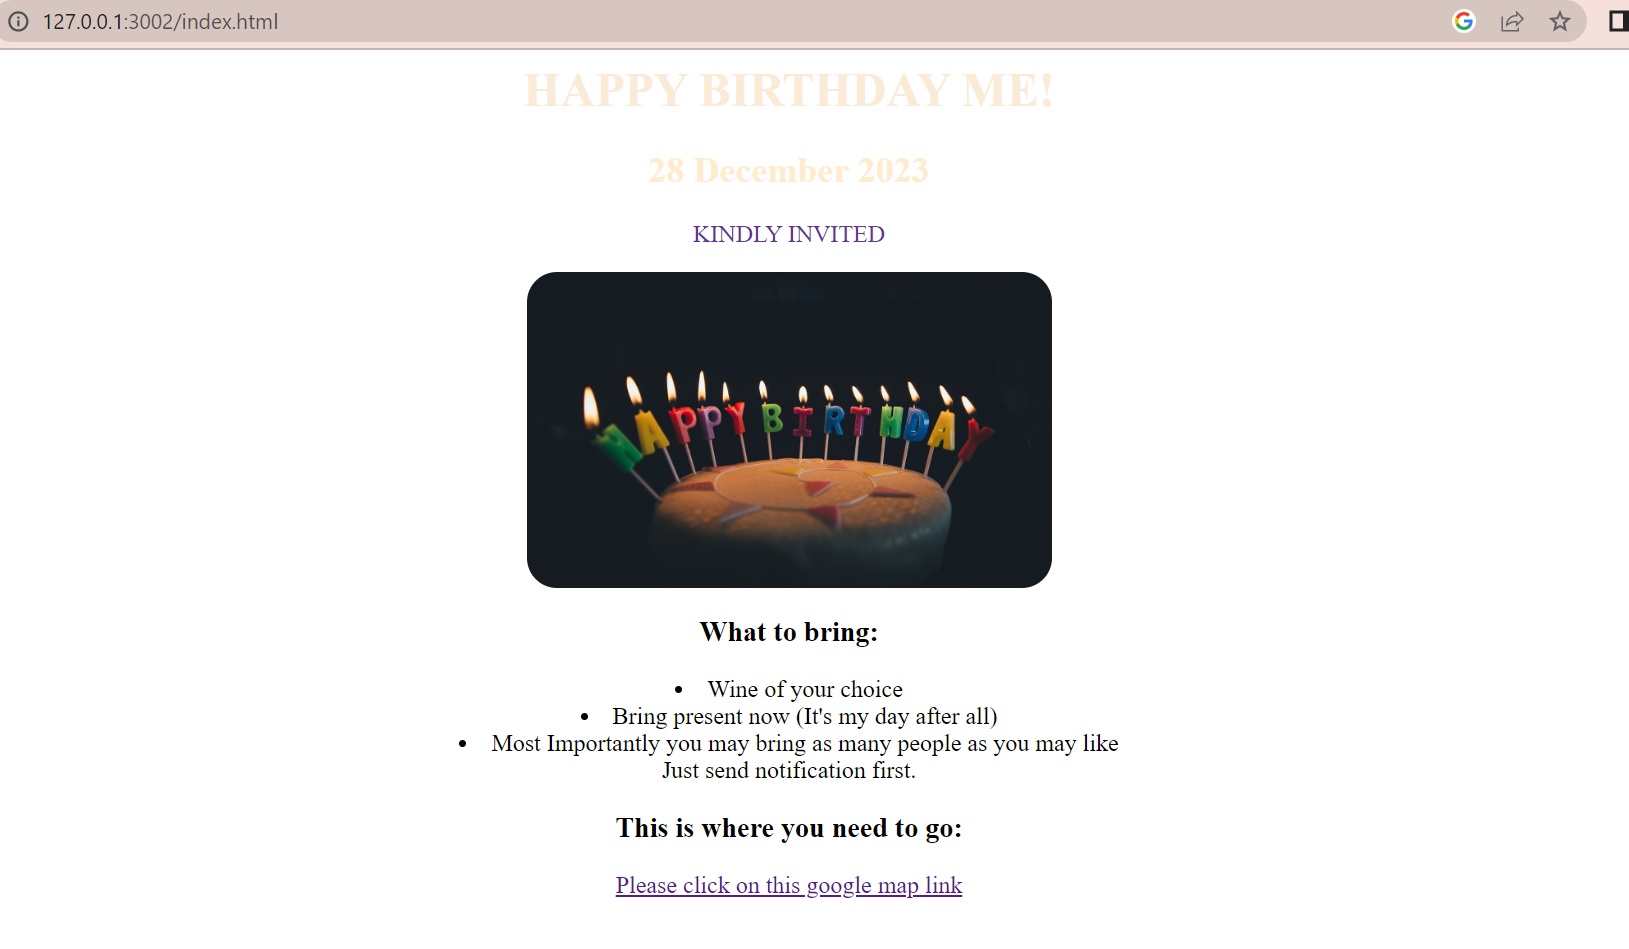 127.0.0.1:3002/index.html
HAPPY BIRTHDAY ME!
28 December 2023
KINDLY INVITED
HAPPY BIRTHDAY
What to bring:
• Wine of your choice
• Bring present now (It's my day after all)
• Most Importantly you may bring as many people as you may like
Just send notification first.
This is where you need to go:
Please click on this google map link